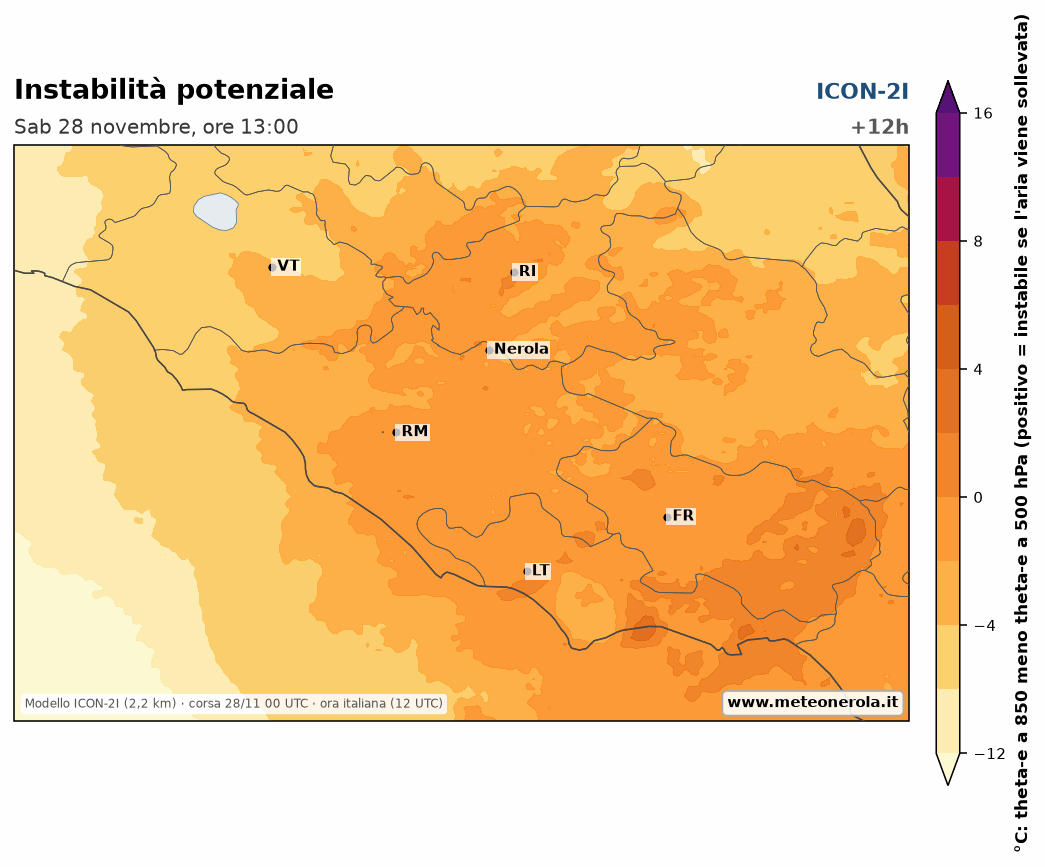 Instabilità potenziale
ICON-2I
Sab 28 novembre, ore 13:00
+12h
VT
RI
Nerola
RM
FR
LT
Modello ICON-2I (2,2 km) · corsa 28/11 00 UTC · ora italiana (12 UTC)
www.meteonerola.it
16
8
4
0
−4
−12
°C: theta-e a 850 meno theta-e a 500 hPa (positivo = instabile se l'aria viene sollevata)